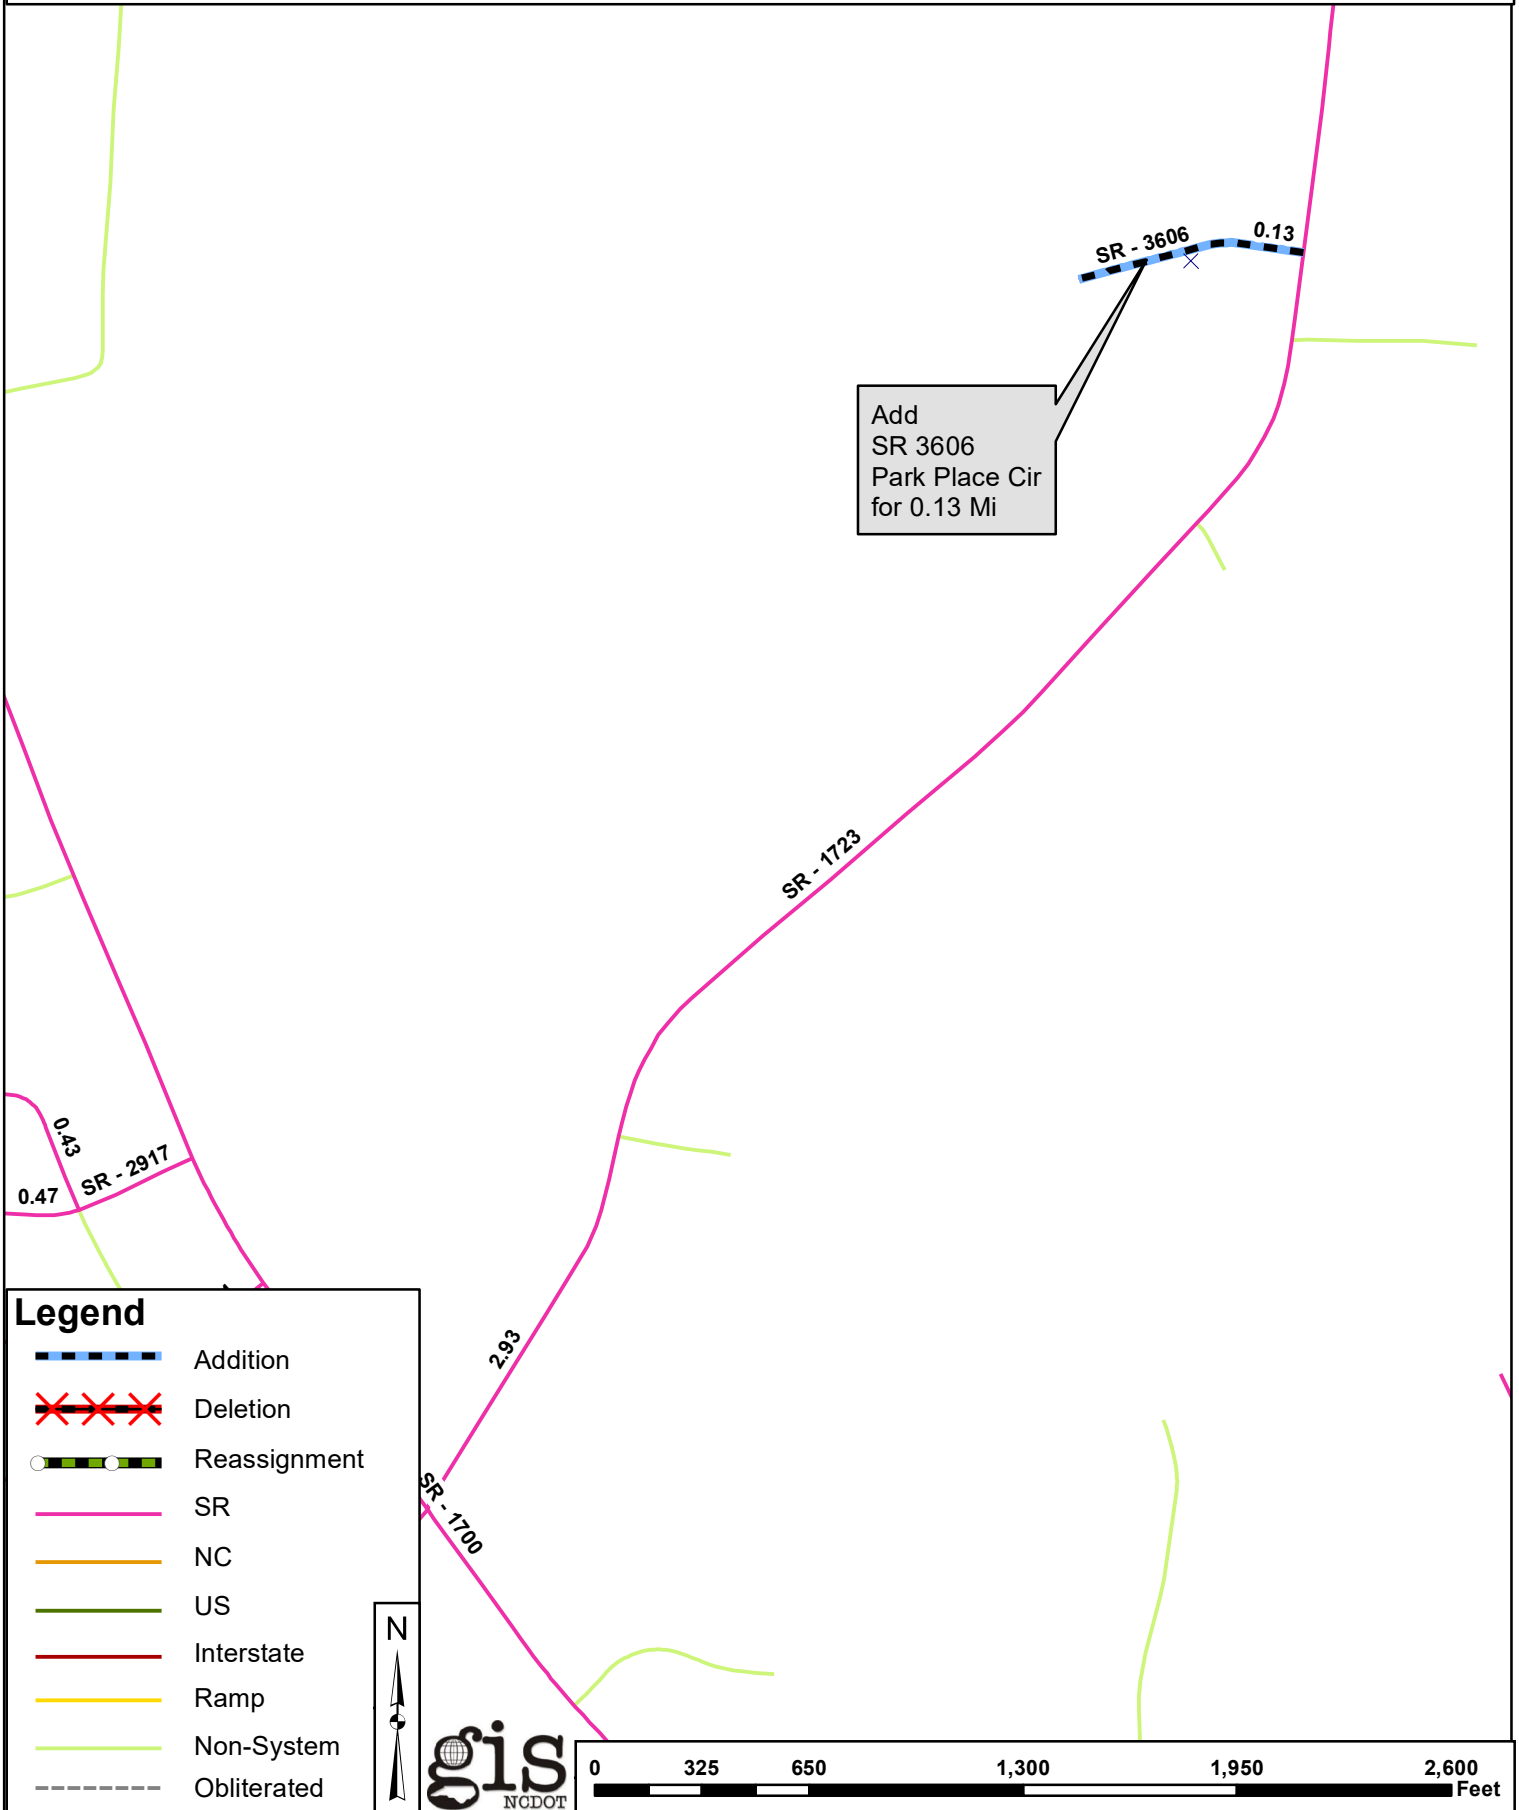 SR - 3606
0.13
Add
SR 3606
Park Place Cir
for 0.13 Mi
SR - 1723
0.43
SR - 2917
0.47
2.93
SR - 1700
Legend
Addition
Deletion
Reassignment
SR
NC
US
Interstate
Ramp
Non-System
Obliterated
N
gis
NCDOT
0 325 650 1,300 1,950 2,600
Feet